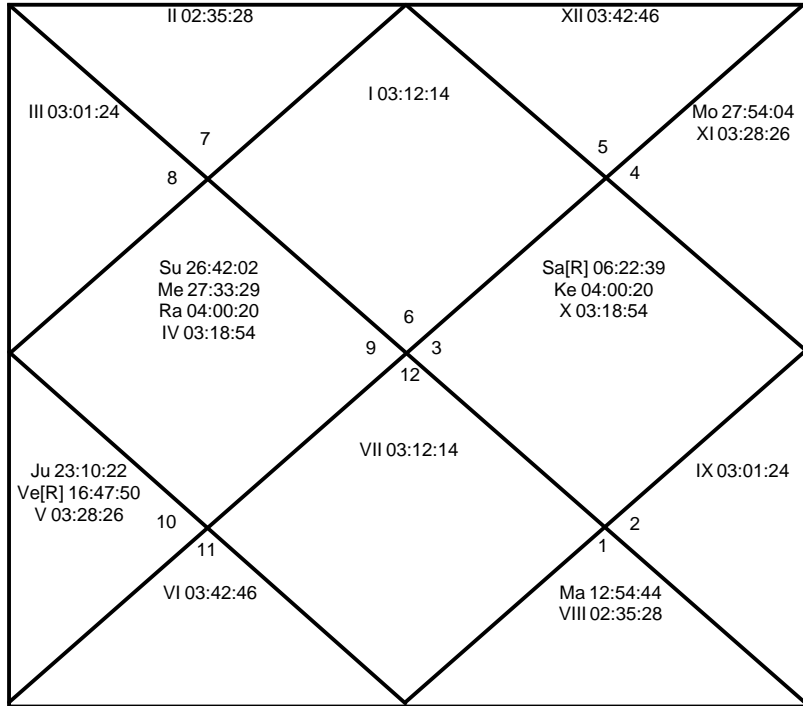 II 02:35:28
XII 03:42:46
I 03:12:14
III 03:01:24
Mo 27:54:04
XI 03:28:26
7
5
8
4
Su 26:42:02
Me 27:33:29
Ra 04:00:20
IV 03:18:54
Sa[R] 06:22:39
Ke 04:00:20
X 03:18:54
6
9
3
12
VII 03:12:14
Ju 23:10:22
Ve[R] 16:47:50
V 03:28:26
IX 03:01:24
10
2
11
1
VI 03:42:46
Ma 12:54:44
VIII 02:35:28